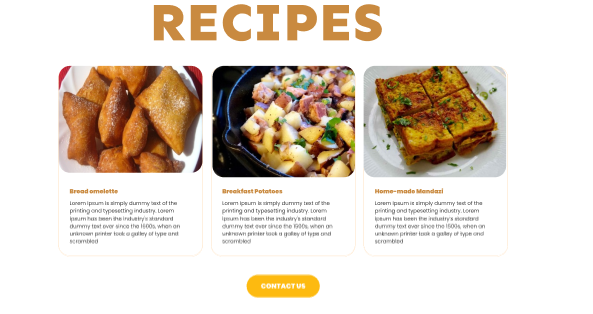 RECIPES
Bread omelette
Lorem Ipsum is simply dummy text of the
printing and typesetting industry. Lorem
Ipsum has been the industry's standard
dummy text ever since the 1500s, when an
unknown printer took a galley of type and
scrambled
Breakfast Potatoes
Lorem Ipsum is simply dummy text of the
printing and typesetting industry. Lorem
Ipsum has been the industry's standard
dummy text ever since the 1500s, when an
unknown printer took a galley of type and
scrambled
Home-made Mandazi
Lorem Ipsum is simply dummy text of the
printing and typesetting industry. Lorem
Ipsum has been the industry's standard
dummy text ever since the 1500s, when an
unknown printer took a galley of type and
scrambled
CONTACT US